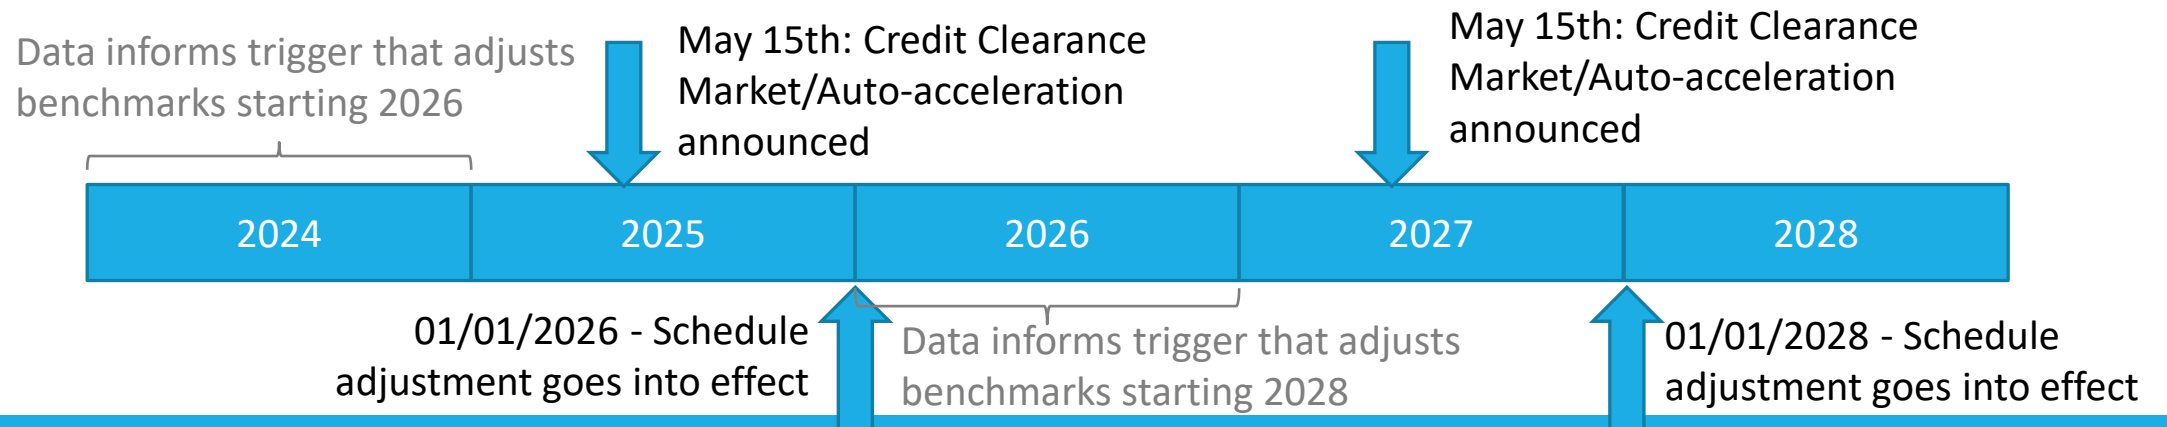 Data informs trigger that adjusts
benchmarks starting 2026
May 15th: Credit Clearance
Market/Auto-acceleration
announced
May 15th: Credit Clearance
Market/Auto-acceleration
announced
2024
2025
2026
2027
2028
01/01/2026 - Schedule
adjustment goes into effect
Data informs trigger that adjusts
benchmarks starting 2028
01/01/2028 - Schedule
adjustment goes into effect